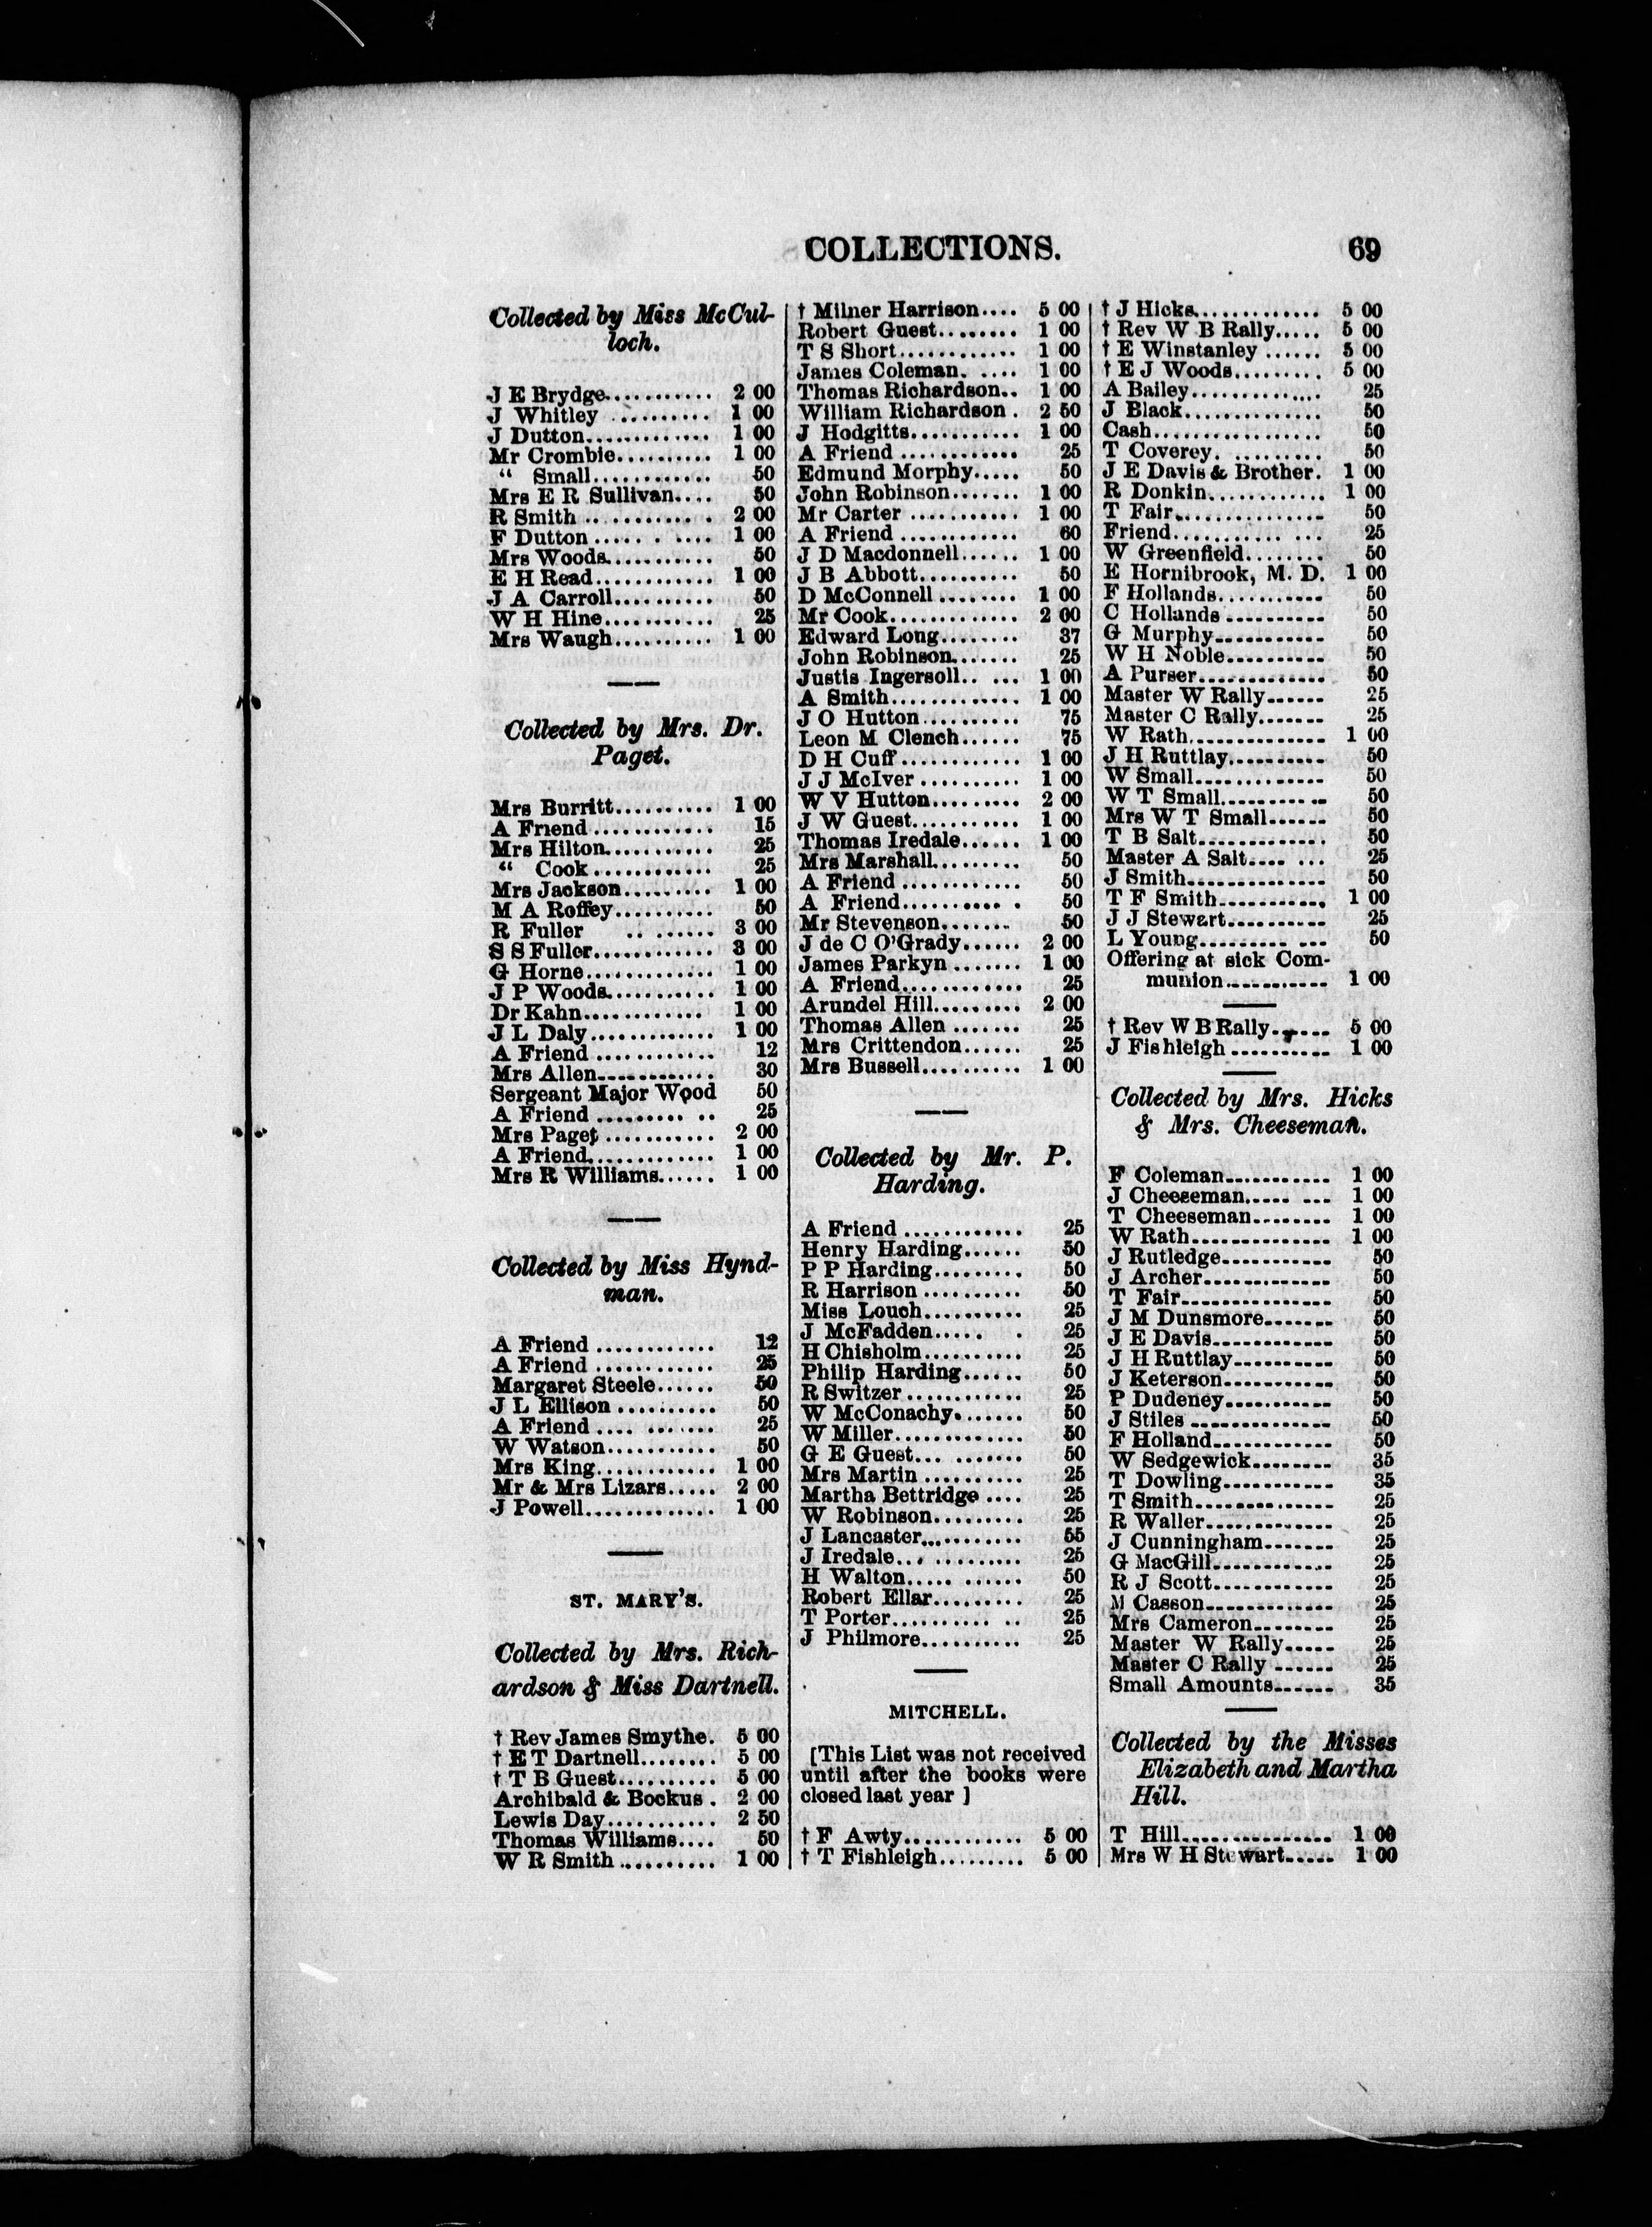 COLLECTIONS.
69
Collected by Miss McCul-
loch.
J E Brydge........... 2 00
J Whitley .......... 1 00
J Dutton............. 1 00
Mr Crombie.......... 1 00
“ Small............ 50
Mrs E R Sullivan.... 50
R Smith ............ 2 00
F Dutton .......... 1 00
Mrs Woods........... 50
E H Read............ 1 00
J A Carroll.......... 50
W H Hine........... 25
Mrs Waugh.......... 1 00
Collected by Mrs. Dr.
Paget.
Mrs Burritt........... 1 00
A Friend ............ 15
Mrs Hilton........... 25
“ Cook............ 25
Mrs Jackson......... 1 00
M A Roffey.......... 50
R Fuller ........ 3 00
S S Fuller............ 3 00
G Horne............. 1 00
J P Woods........... 1 00
Dr Kahn............ 1 00
J L Daly............. 1 00
A Friend ............ 12
Mrs Allen............ 30
Sergeant Major Wood 50
A Friend ........... 25
Mrs Paget ........... 2 00
A Friend............. 1 00
Mrs R Williams...... 1 00
Collected by Miss Hynd-
man.
A Friend ............ 12
A Friend ............ 25
Margaret Steele...... 50
J L Ellison .......... 50
A Friend ........... 25
W Watson........... 50
Mrs King............ 1 00
Mr & Mrs Lizars..... 2 00
J Powell............. 1 00
ST. MARY'S.
Collected by Mrs. Rich-
ardson & Miss Dartnell.
† Rev James Smythe. 5 00
† E T Dartnell........ 5 00
† T B Guest.......... 5 00
Archibald & Bockus . 2 00
Lewis Day........... 2 50
Thomas Williams.... 50
W R Smith .......... 1 00
† Milner Harrison.... 5 00
Robert Guest........ 1 00
T S Short............ 1 00
James Coleman. .... 1 00
Thomas Richardson.. 1 00
William Richardson . 2 50
J Hodgitts........... 1 00
A Friend ............ 25
Edmund Morphy..... 50
John Robinson....... 1 00
Mr Carter ........... 1 00
A Friend ............ 60
J D Macdonnell...... 1 00
J B Abbott.......... 50
D McConnell ........ 1 00
Mr Cook............. 2 00
Edward Long........ 37
John Robinson....... 25
Justis Ingersoll.. ... 1 00
A Smith............. 1 00
J O Hutton.......... 75
Leon M Clench...... 75
D H Cuff ............ 1 00
J J McIver .......... 1 00
W V Hutton......... 2 00
J W Guest........... 1 00
Thomas Iredale...... 1 00
Mrs Marshall......... 50
A Friend ............ 50
A Friend.......... . 50
Mr Stevenson....... 50
J de C O'Grady...... 2 00
James Parkyn ....... 1 00
A Friend............ 25
Arundel Hill......... 2 00
Thomas Allen ....... 25
Mrs Crittendon...... 25
Mrs Bussell.......... 1 00
Collected by Mr. P.
Harding.
A Friend ............ 25
Henry Harding...... 50
P P Harding......... 50
R Harrison .......... 50
Miss Louch.......... 25
J McFadden..... . 25
H Chisholm.......... 25
Philip Harding...... 50
R Switzer ............ 25
W McConachy....... 50
W Miller............. 50
G E Guest... ....... 50
Mrs Martin .......... 25
Martha Bettridge .... 25
W Robinson......... 25
J Lancaster........... 55
J Iredale... ......... 25
H Walton..... ...... 50
Robert Ellar......... 25
T Porter.......... .. 25
J Philmore.......... 25
MITCHELL.
[This List was not received
until after the books were
closed last year ]
† F Awty............ 5 00
† T Fishleigh......... 5 00
† J Hicks............. 5 00
† Rev W B Rally..... 5 00
† E Winstanley ...... 5 00
† E J Woods......... 5 00
A Bailey.............. 25
J Black.............. 50
Cash................. 50
T Coverey. ......... 50
J E Davis & Brother. 1 00
R Donkin............ 1 00
T Fair............... 50
Friend........... ... 25
W Greenfield........ 50
E Hornibrook, M. D. 1 00
F Hollands........... 50
C Hollands .......... 50
G Murphy........... 50
W H Noble.......... 50
A Purser............. 50
Master W Rally...... 25
Master C Rally....... 25
W Rath.............. 1 00
J H Ruttlay.......... 50
W Small............. 50
W T Small.......... 50
Mrs W T Small...... 50
T B Salt............. 50
Master A Salt.... ... 25
J Smith.............. 50
T F Smith........... 1 00
J J Stewart.......... 25
L Young......... ... 50
Offering at sick Com-
munion........... 1 00
† Rev W B Rally...... 5 00
J Fishleigh .......... 1 00
Collected by Mrs. Hicks
& Mrs. Cheeseman.
F Coleman........... 1 00
J Cheeseman..... ... 1 00
T Cheeseman........ 1 00
W Rath.............. 1 00
J Rutledge........... 50
J Archer............. 50
T Fair............... 50
J M Dunsmore....... 50
J E Davis............ 50
J H Ruttlay.......... 50
J Keterson........... 50
P Dudeney........... 50
J Stiles .............. 50
F Holland............ 50
W Sedgewick........ 35
T Dowling........... 35
T Smith.............. 25
R Waller............. 25
J Cunningham....... 25
G MacGill............ 25
R J Scott............ 25
M Casson............. 25
Mrs Cameron........ 25
Master W Rally..... 25
Master C Rally ...... 25
Small Amounts...... 35
Collected by the Misses
Elizabeth and Martha
Hill.
T Hill............... 1 00
Mrs W H Stewart..... 1 00